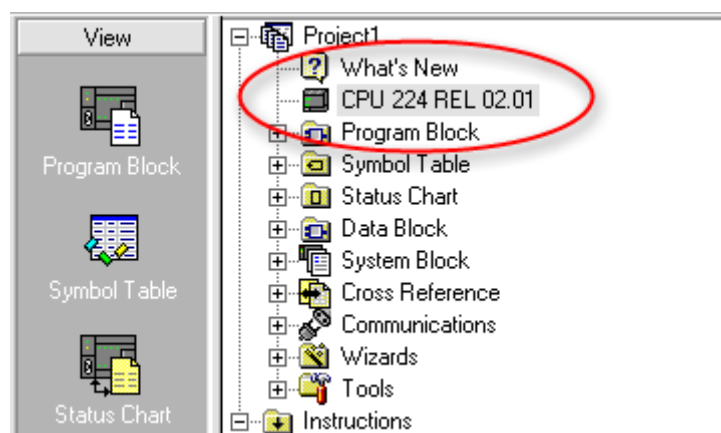 View
Program Block
Symbol Table
Status Chart
Project1
What's New
CPU 224 REL 02.01
Program Block
Symbol Table
Status Chart
Data Block
System Block
Cross Reference
Communications
Wizards
Tools
Instructions